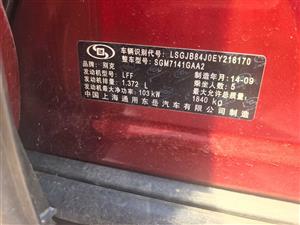 车辆识别代号: LSGJB84J0EY216170
整车型号: SGM7141GAA2
品牌: 别克 制造年月: 14-09
发动机型号: LFF 乘坐人数: 5
发动机排量: 1.372 L 最大允许总质量:
发动机最大净功率: 103 kW 1840 KG
中国上海通用东岳汽车有限公司制造